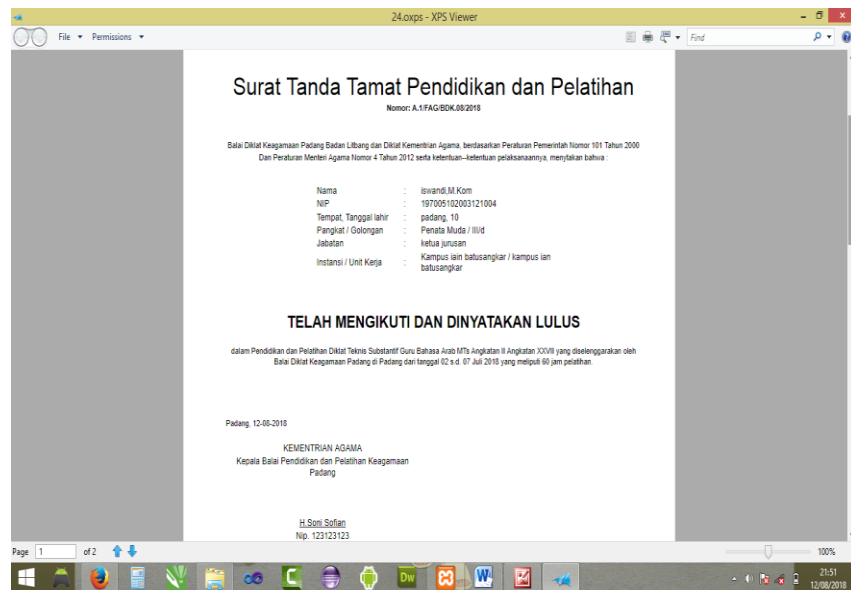 24.oxps - XPS Viewer
File Permissions Find
Surat Tanda Tamat Pendidikan dan Pelatihan
Nomor: A.1/FAG/BDK.08/2018
Balai Diklat Keagamaan Padang Badan Litbang dan Diklat Kementrian Agama, berdasarkan Peraturan Pemerintah Nomor 101 Tahun 2000
Dan Peraturan Menteri Agama Nomor 4 Tahun 2012 serta ketentuan--ketentuan pelaksanaannya, menytakan bahwa :
Nama : iswandi,M.Kom
NIP : 197005102003121004
Tempat, Tanggal lahir : padang, 10
Pangkat / Golongan : Penata Muda / III/d
Jabatan : ketua jurusan
Instansi / Unit Kerja : Kampus iain batusangkar / kampus ian
batusangkar
TELAH MENGIKUTI DAN DINYATAKAN LULUS
dalam Pendidikan dan Pelatihan Diklat Teknis Substantif Guru Bahasa Arab MTs Angkatan II Angkatan XXVIII yang diselenggarakan oleh
Balai Diklat Keagamaan Padang di Padang dari tanggal 02 s.d. 07 Juli 2018 yang meliputi 60 jam pelatihan.
Padang, 12-08-2018
KEMENTRIAN AGAMA
Kepala Balai Pendidikan dan Pelatihan Keagamaan
Padang
H.Soni Sofian
Nip. 123123123
Page 1 of 2 100%
Dw W
21:51
12/08/2018